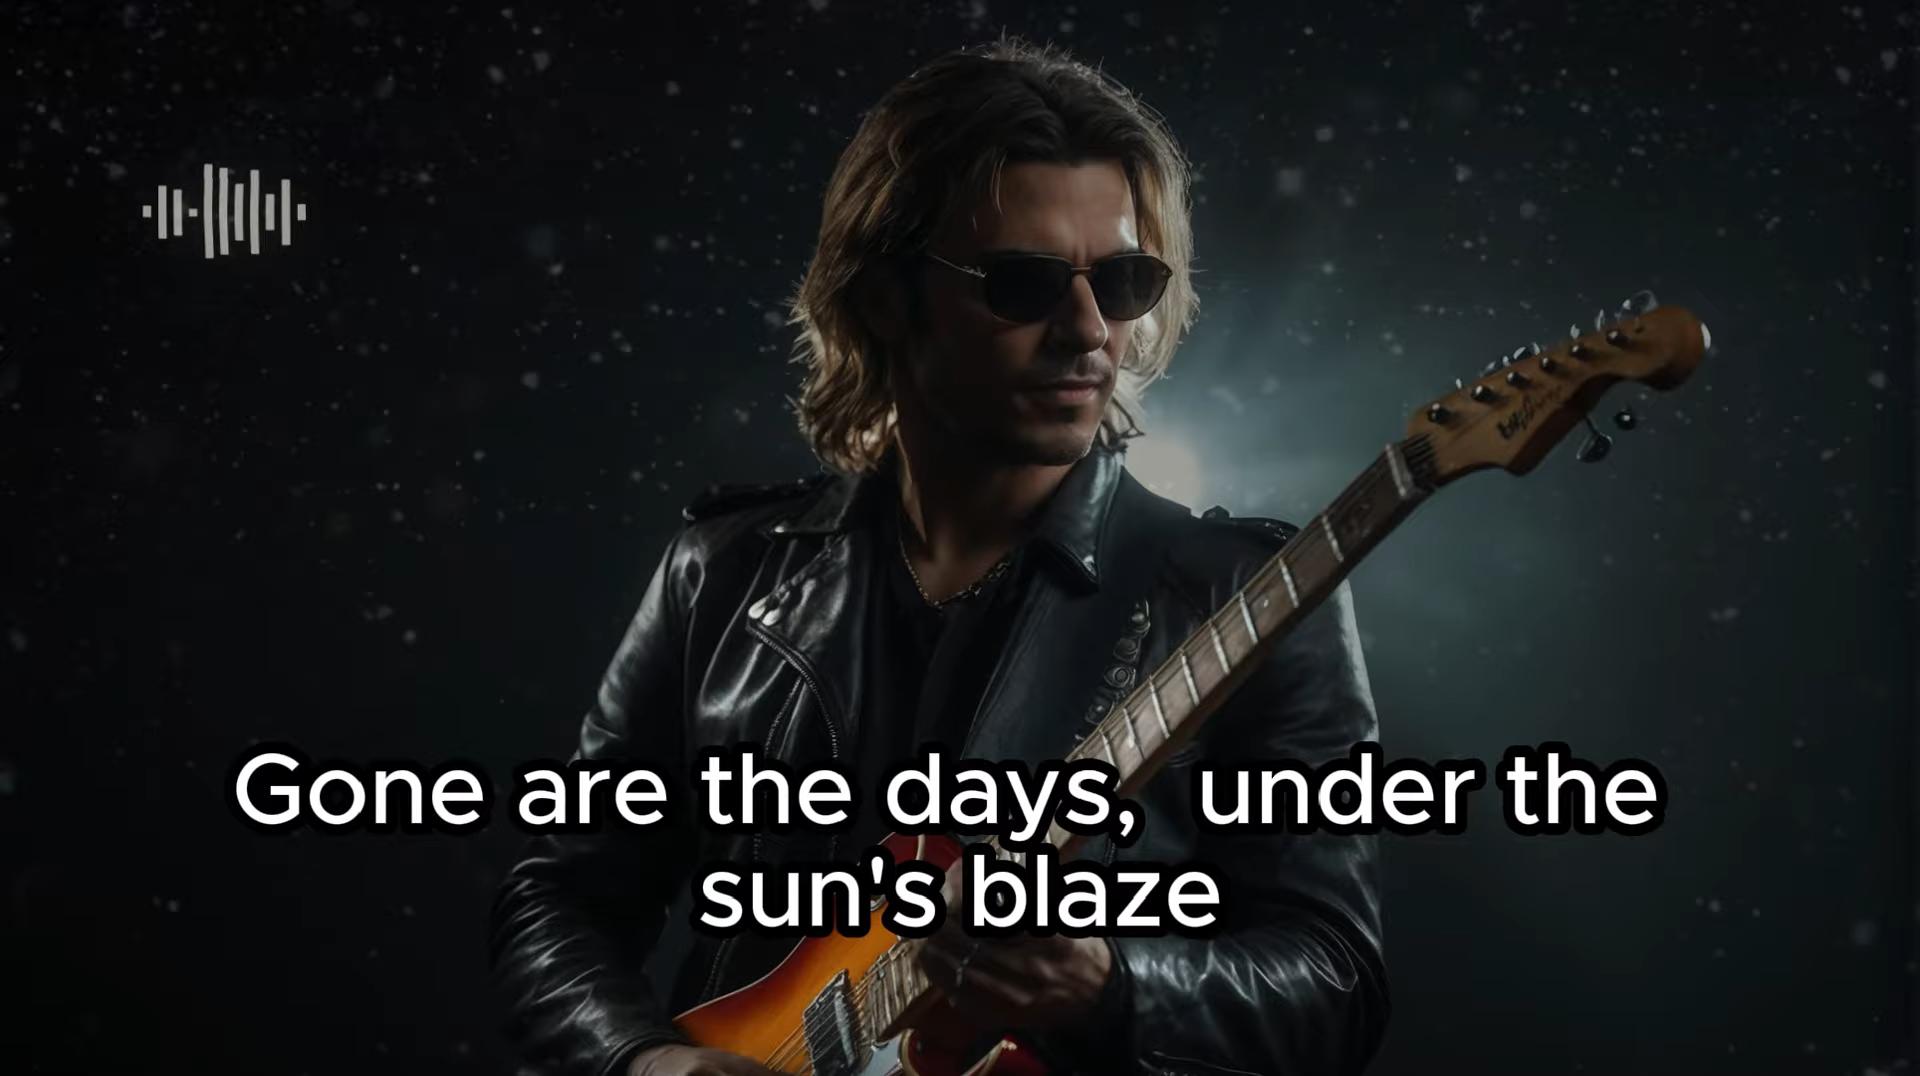 Gone are the days,  under the
sun's blaze